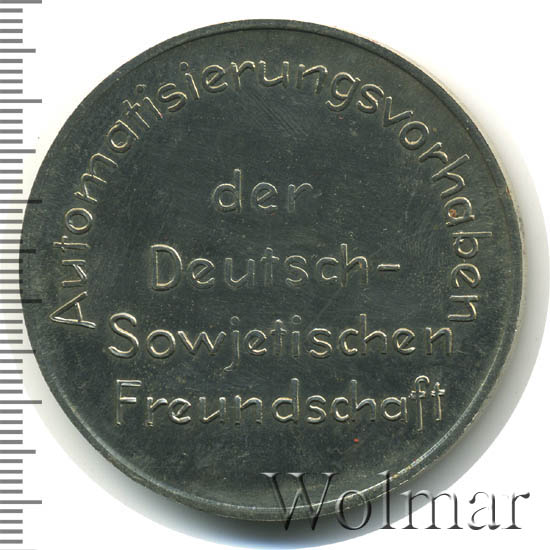 Automatisierungsvorhaben
der
Deutsch-
Sowjetischen
Freundschaft
Wolmar